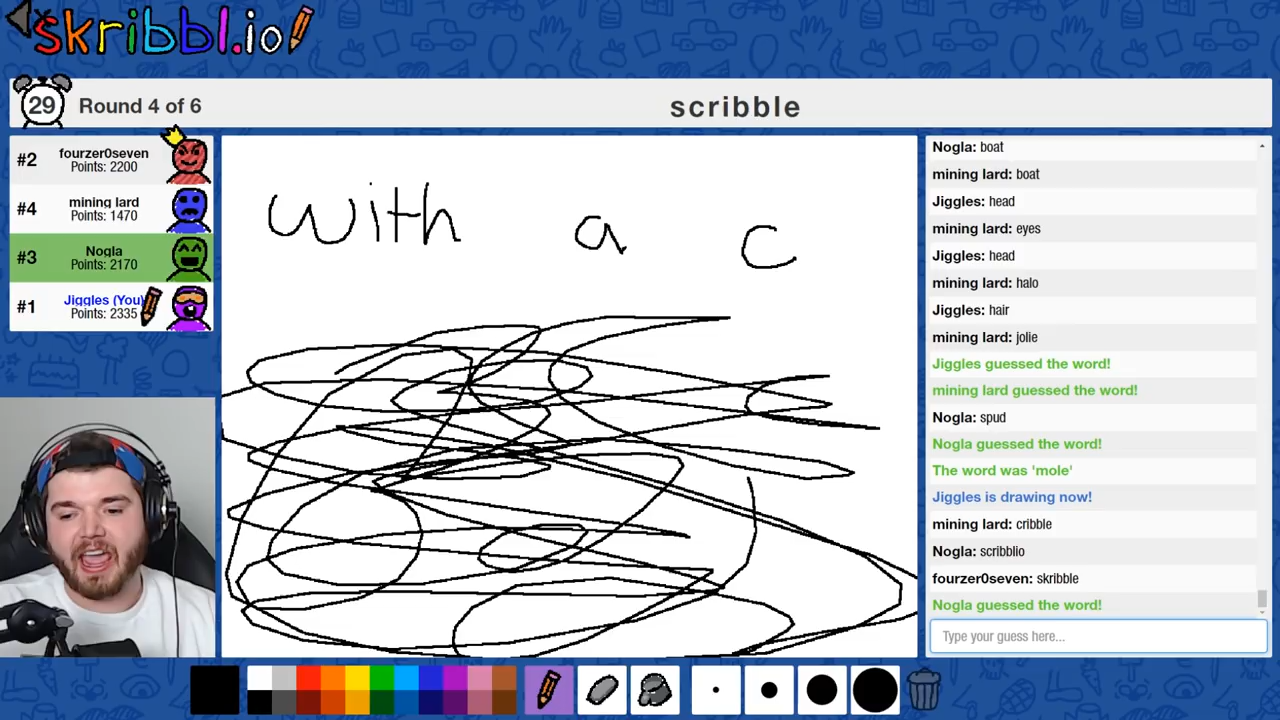 skribbl.io
29 Round 4 of 6 scribble
#2 fourzer0seven
Points: 2200
#4 mining lard
Points: 1470
#3 Nogla
Points: 2170
#1 Jiggles (You)
Points: 2335
with a c
Nogla: boat
mining lard: boat
Jiggles: head
mining lard: eyes
Jiggles: head
mining lard: halo
Jiggles: hair
mining lard: jolie
Jiggles guessed the word!
mining lard guessed the word!
Nogla: spud
Nogla guessed the word!
The word was 'mole'
Jiggles is drawing now!
mining lard: cribble
Nogla: scribblio
fourzer0seven: skribble
Nogla guessed the word!
Type your guess here...